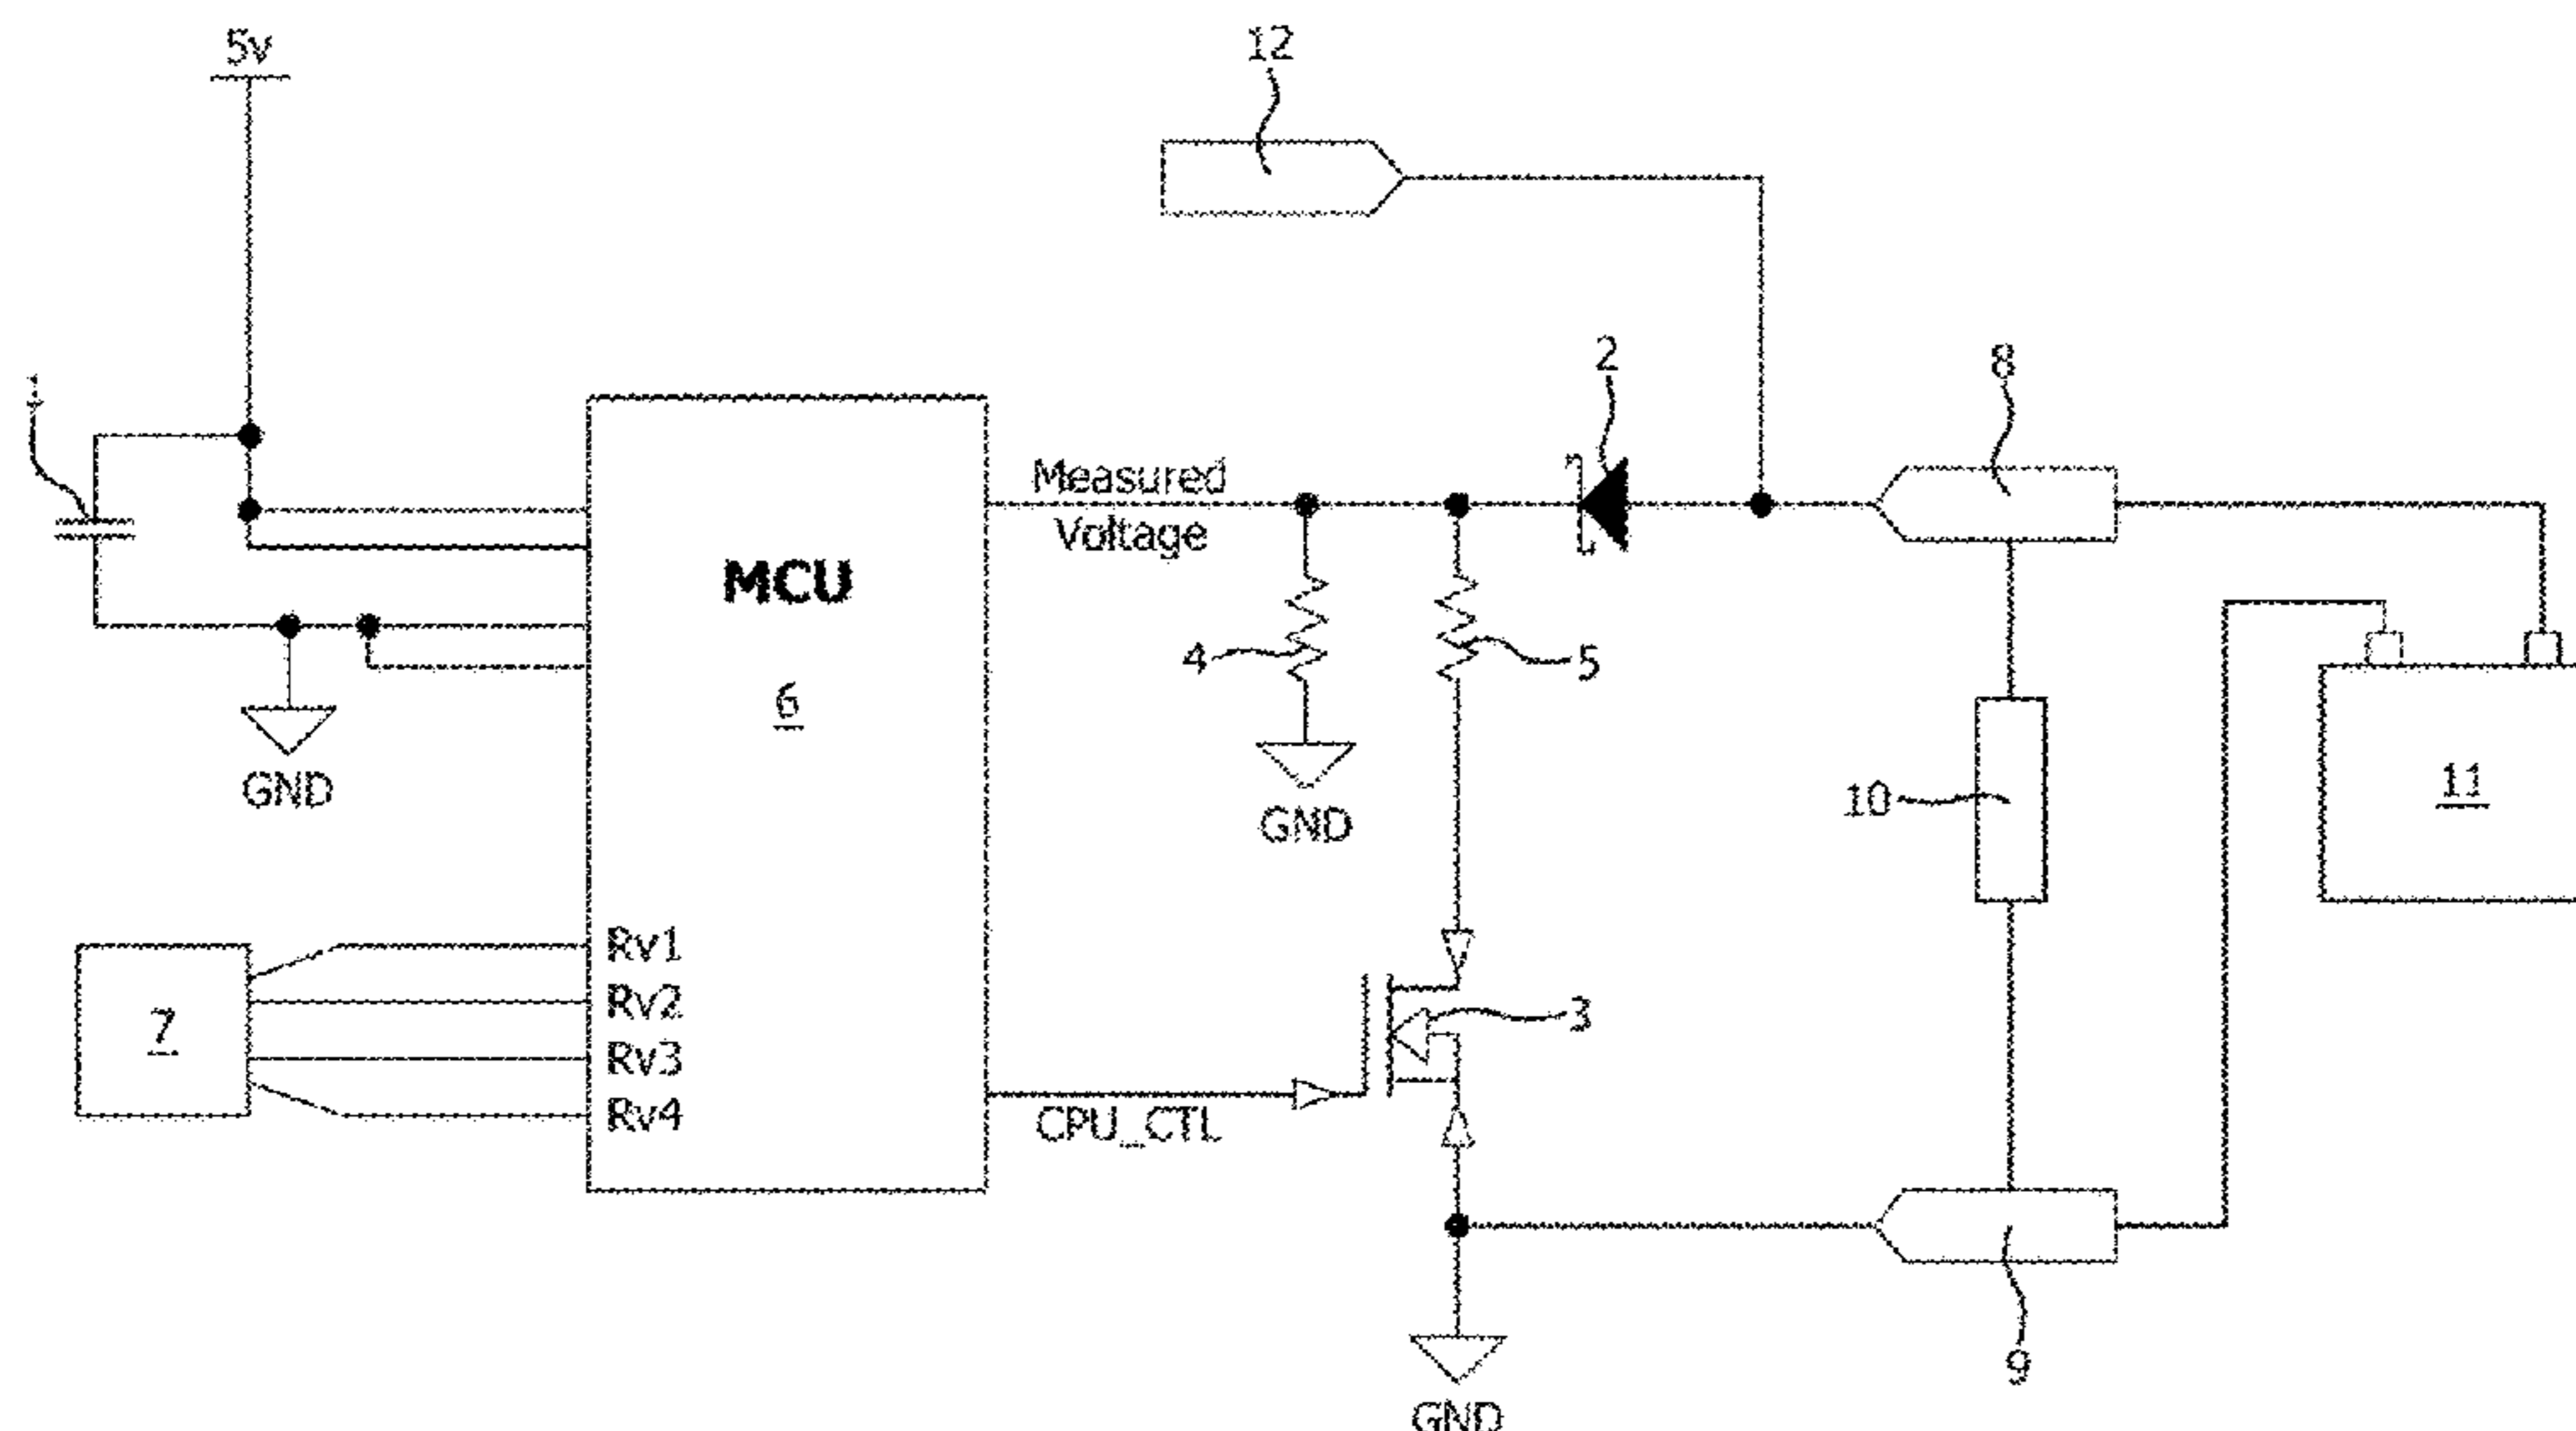 5v
12
1
2
8
Measured
Voltage
MCU
6
4
5
GND
GND
10
11
7
Rv1
Rv2
Rv3
Rv4
3
CPU_CTL
9
GND